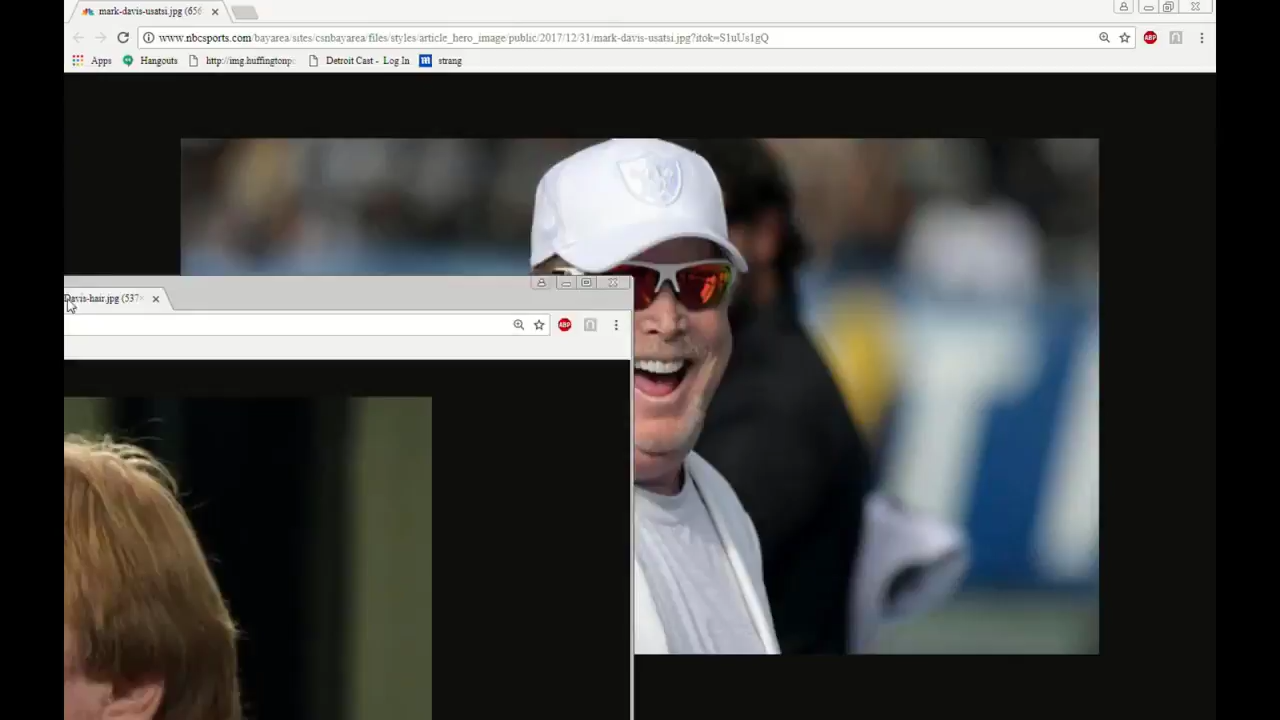 mark-davis-usatsi.jpg (656
www.nbcsports.com/bayarea/sites/csnbayarea/files/styles/article_hero_image/public/2017/12/31/mark-davis-usatsi.jpg?itok=S1uUs1gQ
ABP
Apps
Hangouts
http://img.huffingtonp
Detroit Cast - Log In
m
strang
Davis-hair.jpg (537×
ABP